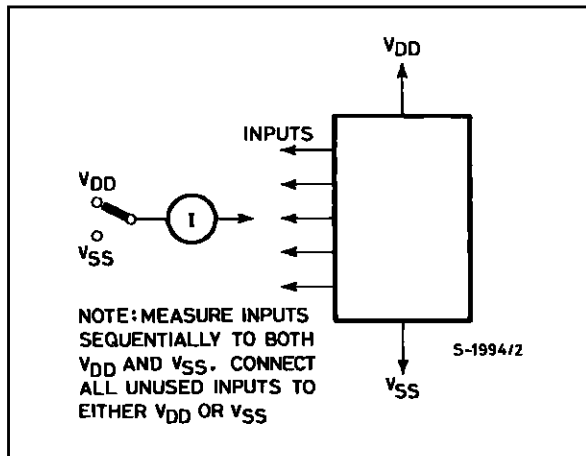 VDD
INPUTS
VDD
I
VSS
NOTE: MEASURE INPUTS
SEQUENTIALLY TO BOTH
VDD AND VSS. CONNECT
ALL UNUSED INPUTS TO
EITHER VDD OR VSS
S-1994/2
VSS